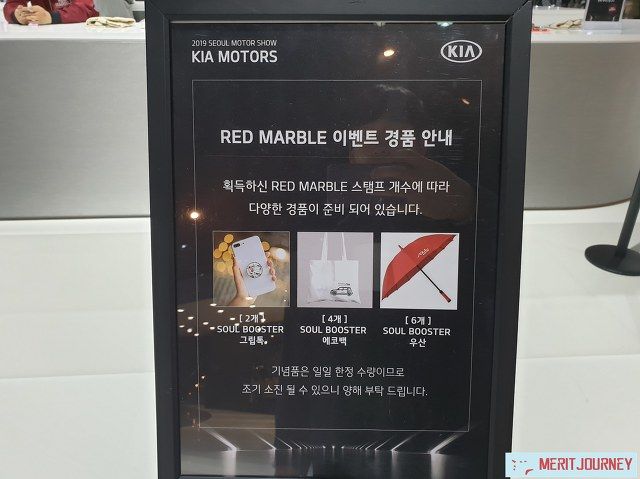 2019 SEOUL MOTOR SHOW
KIA MOTORS
KIA
RED MARBLE 이벤트 경품 안내
획득하신 RED MARBLE 스탬프 개수에 따라
다양한 경품이 준비 되어 있습니다.
[ 2개 ]
SOUL BOOSTER
그립톡
[ 4개 ]
SOUL BOOSTER
에코백
[ 6개 ]
SOUL BOOSTER
우산
기념품은 일일 한정 수량이므로
조기 소진 될 수 있으니 양해 부탁 드립니다.
MERITJOURNEY